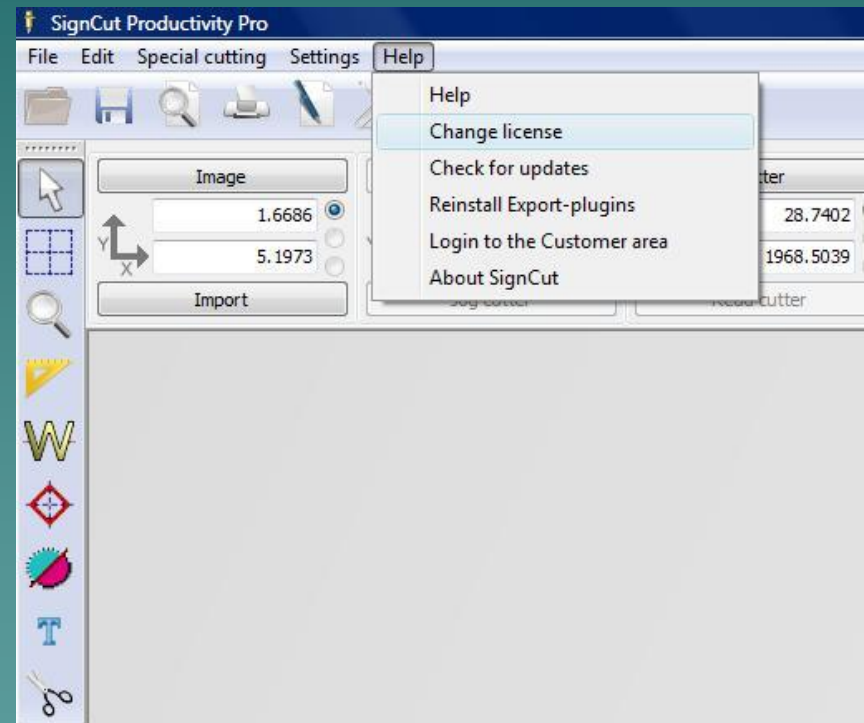 SignCut Productivity Pro
File Edit Special cutting Settings Help
Help
Change license
Check for updates
Reinstall Export-plugins
Login to the Customer area
About SignCut
Image
1.6686
28.7402
Y
X
5.1973
1968.5039
Import
W
T